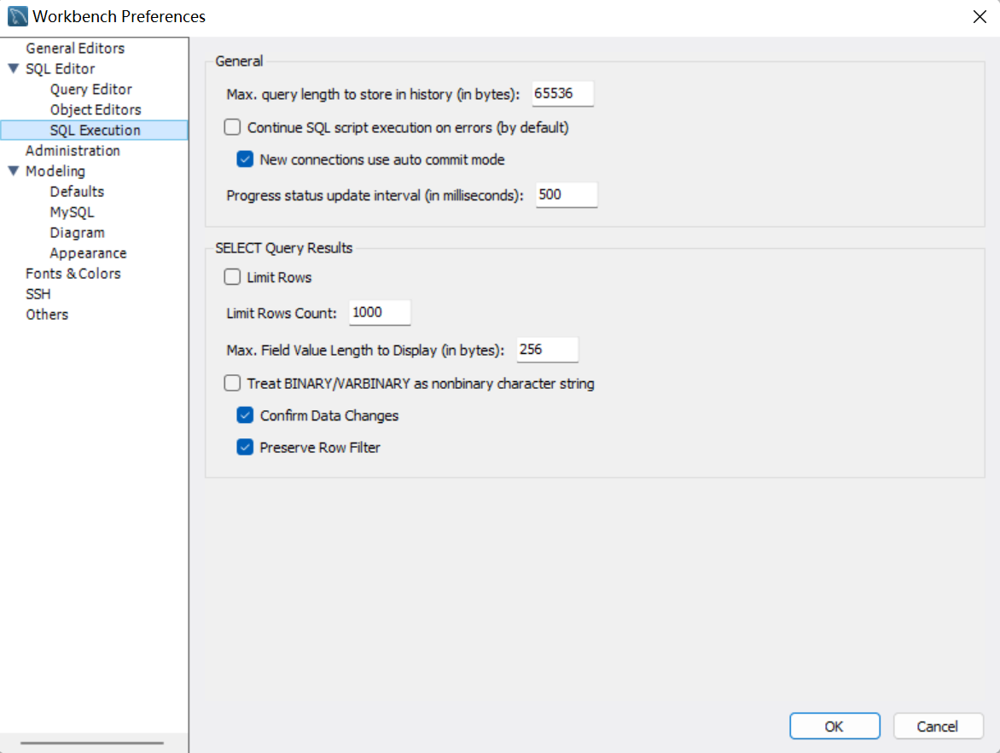 Workbench Preferences
General Editors
SQL Editor
Query Editor
Object Editors
SQL Execution
Administration
Modeling
Defaults
MySQL
Diagram
Appearance
Fonts & Colors
SSH
Others
General
Max. query length to store in history (in bytes): 65536
Continue SQL script execution on errors (by default)
New connections use auto commit mode
Progress status update interval (in milliseconds): 500
SELECT Query Results
Limit Rows
Limit Rows Count: 1000
Max. Field Value Length to Display (in bytes): 256
Treat BINARY/VARBINARY as nonbinary character string
Confirm Data Changes
Preserve Row Filter
OK Cancel